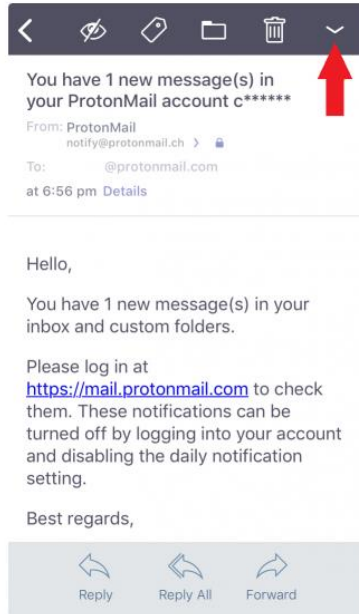 You have 1 new message(s) in
your ProtonMail account c******
From: ProtonMail
notify@protonmail.ch
To: @protonmail.com
at 6:56 pm Details
Hello,
You have 1 new message(s) in your
inbox and custom folders.
Please log in at
https://mail.protonmail.com to check
them. These notifications can be
turned off by logging into your account
and disabling the daily notification
setting.
Best regards,
Reply Reply All Forward